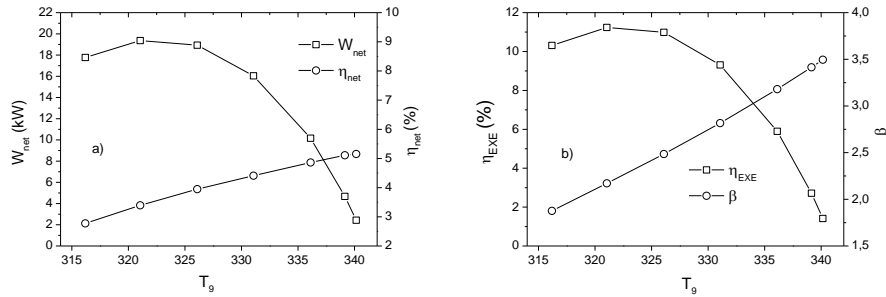 22
20
18
16
14
12
10
8
6
4
2
0
W_net (kW)
10
9
8
7
6
5
4
3
2
η_net (%)
W_net
η_net
a)
315 320 325 330 335 340
T_9
12
10
8
6
4
2
0
η_EXE (%)
4,0
3,5
3,0
2,5
2,0
1,5
β
b)
η_EXE
β
315 320 325 330 335 340
T_9